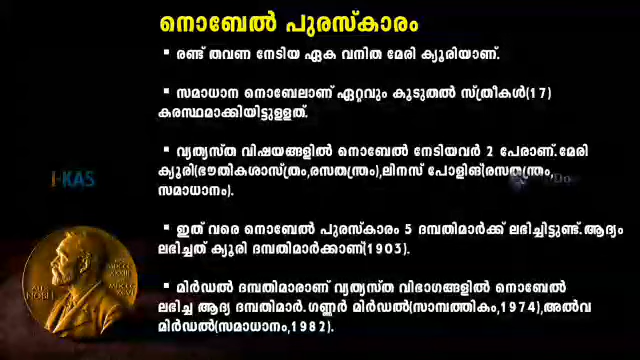 നൊബേൽ പുരസ്കാരം
▪ രണ്ട് തവണ നേടിയ ഏക വനിത മേരി ക്യൂരിയാണ്.
▪ സമാധാന നൊബേലാണ് ഏറ്റവും കൂടുതൽ സ്ത്രീകൾ(17)
കരസ്ഥമാക്കിയിട്ടുള്ളത്.
▪ വ്യത്യസ്ത വിഷയങ്ങളിൽ നൊബേൽ നേടിയവർ 2 പേരാണ്.മേരി
ക്യൂരി(ഭൗതികശാസ്ത്രം,രസതന്ത്രം),ലിനസ് പോളിങ്(രസതന്ത്രം,
സമാധാനം).
I-KAS
▪ ഇത് വരെ നൊബേൽ പുരസ്കാരം 5 ദമ്പതിമാർക്ക് ലഭിച്ചിട്ടുണ്ട്.ആദ്യം
ലഭിച്ചത് ക്യൂരി ദമ്പതിമാർക്കാണ്(1903).
▪ മിർഡൽ ദമ്പതിമാരാണ് വ്യത്യസ്ത വിഭാഗങ്ങളിൽ നൊബേൽ
ലഭിച്ച ആദ്യ ദമ്പതിമാർ.ഗണ്ണർ മിർഡൽ(സാമ്പത്തികം,1974),അൽവ
മിർഡൽ(സമാധാനം,1982).